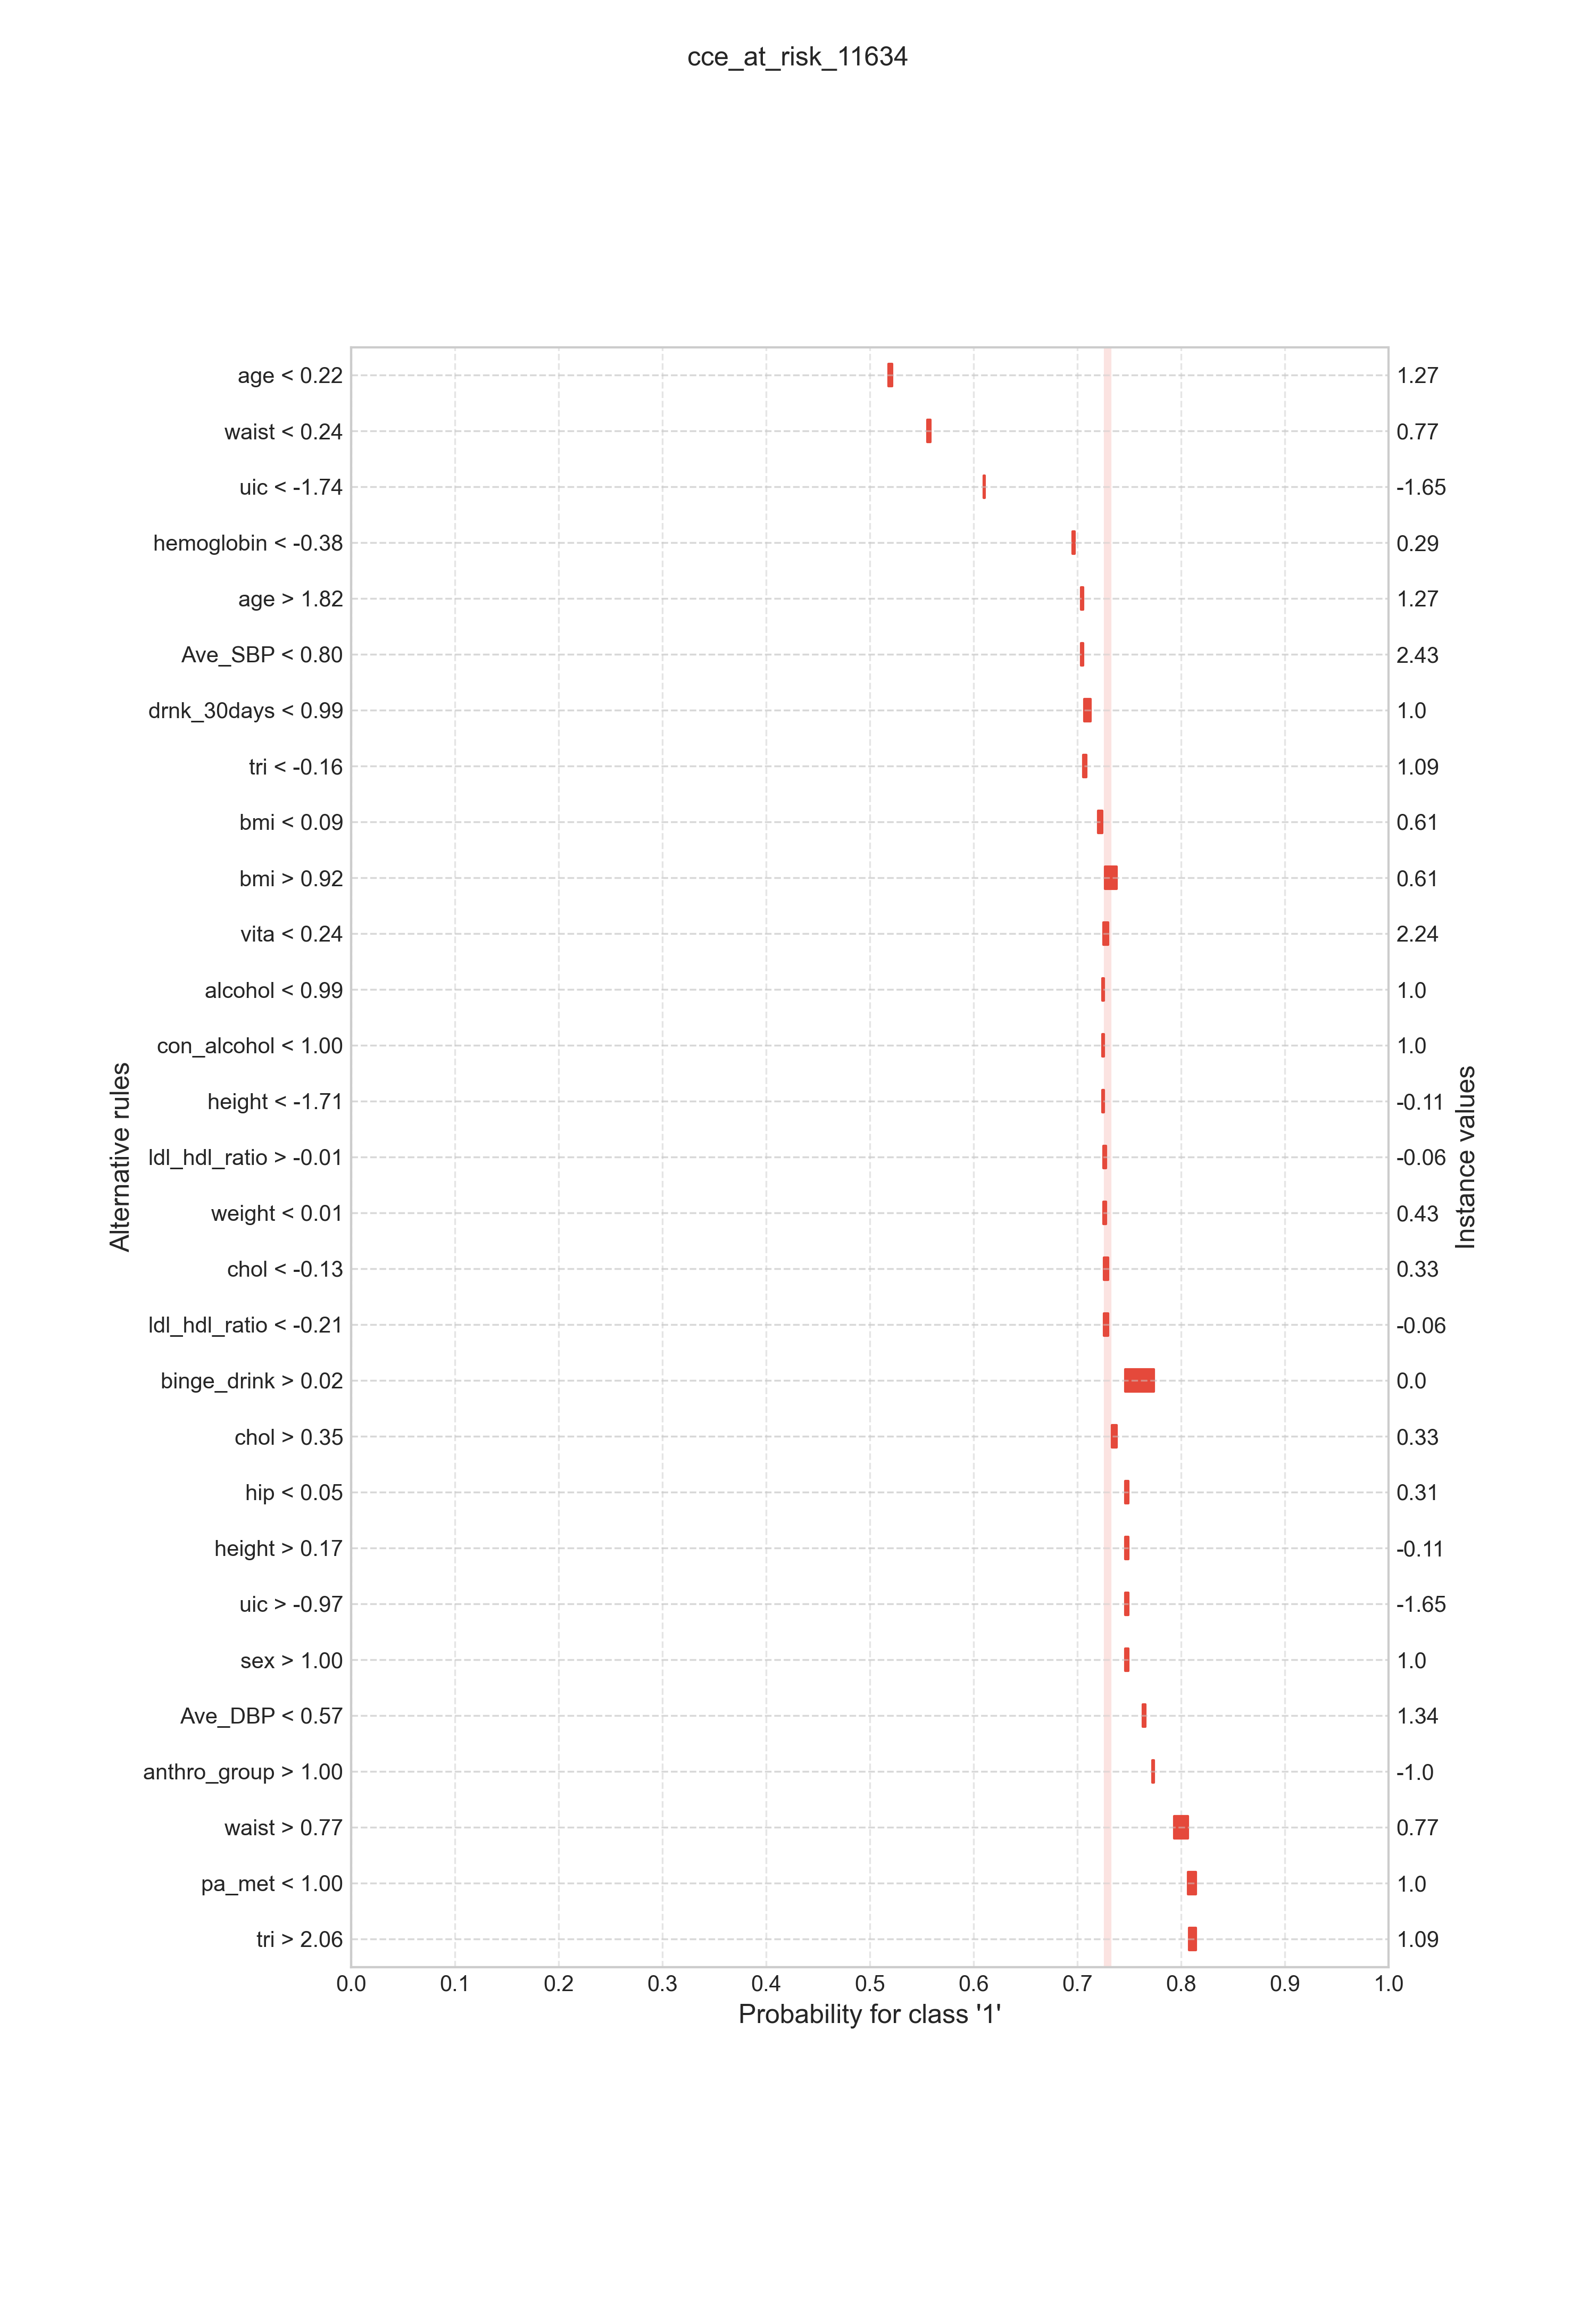 cce_at_risk_11634
age < 0.22 1.27
waist < 0.24 0.77
uic < -1.74 -1.65
hemoglobin < -0.38 0.29
age > 1.82 1.27
Ave_SBP < 0.80 2.43
drnk_30days < 0.99 1.0
tri < -0.16 1.09
bmi < 0.09 0.61
bmi > 0.92 0.61
vita < 0.24 2.24
alcohol < 0.99 1.0
con_alcohol < 1.00 1.0
height < -1.71 -0.11
ldl_hdl_ratio > -0.01 -0.06
weight < 0.01 0.43
chol < -0.13 0.33
ldl_hdl_ratio < -0.21 -0.06
binge_drink > 0.02 0.0
chol > 0.35 0.33
hip < 0.05 0.31
height > 0.17 -0.11
uic > -0.97 -1.65
sex > 1.00 1.0
Ave_DBP < 0.57 1.34
anthro_group > 1.00 -1.0
waist > 0.77 0.77
pa_met < 1.00 1.0
tri > 2.06 1.09
Alternative rules
Instance values
0.0 0.1 0.2 0.3 0.4 0.5 0.6 0.7 0.8 0.9 1.0
Probability for class '1'